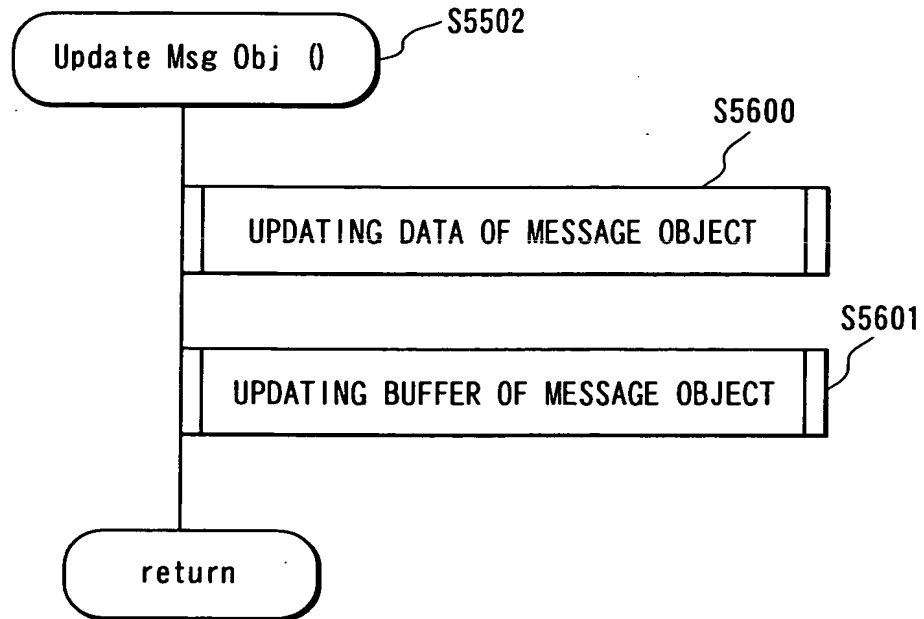 S5502
Update Msg Obj ()
S5600
UPDATING DATA OF MESSAGE OBJECT
S5601
UPDATING BUFFER OF MESSAGE OBJECT
return